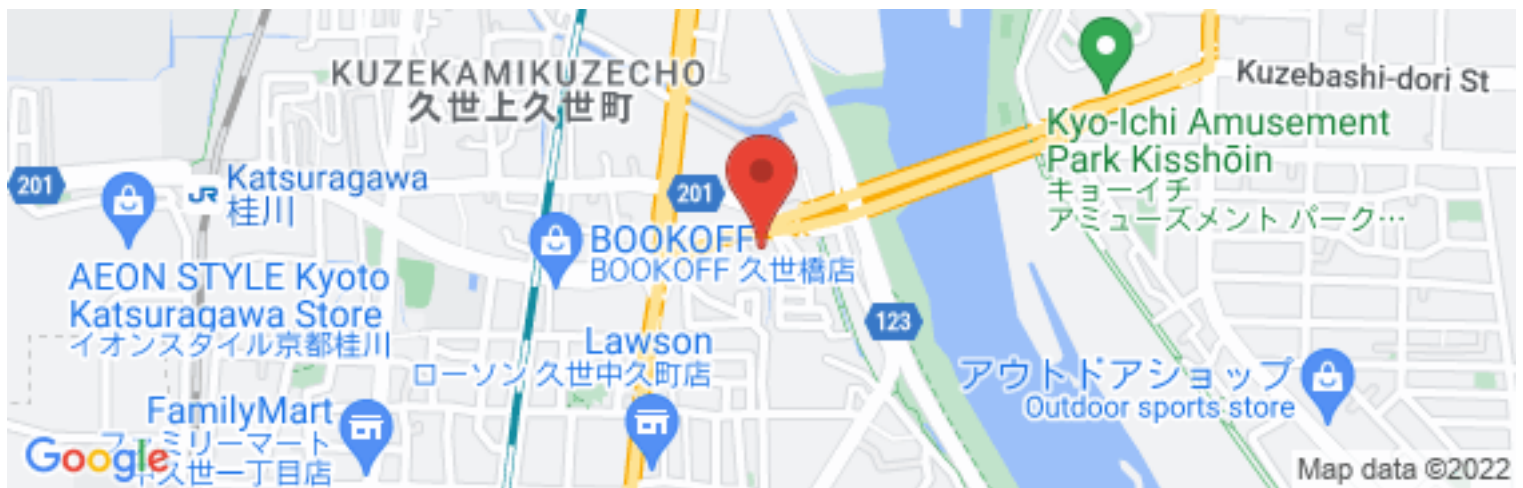 KUZEKAMIKUZECHO
久世上久世町
Kuzebashi-dori St
Kyo-Ichi Amusement
Park Kisshōin
キョーイチ
アミューズメント パーク…
201
JR
Katsuragawa
桂川
201
BOOKOFF
BOOKOFF 久世橋店
AEON STYLE Kyoto
Katsuragawa Store
イオンスタイル京都桂川
123
Lawson
ローソン 久世中久町店
アウトドアショップ
Outdoor sports store
FamilyMart
ファミリーマート
中久世一丁目店
Google
Map data ©2022